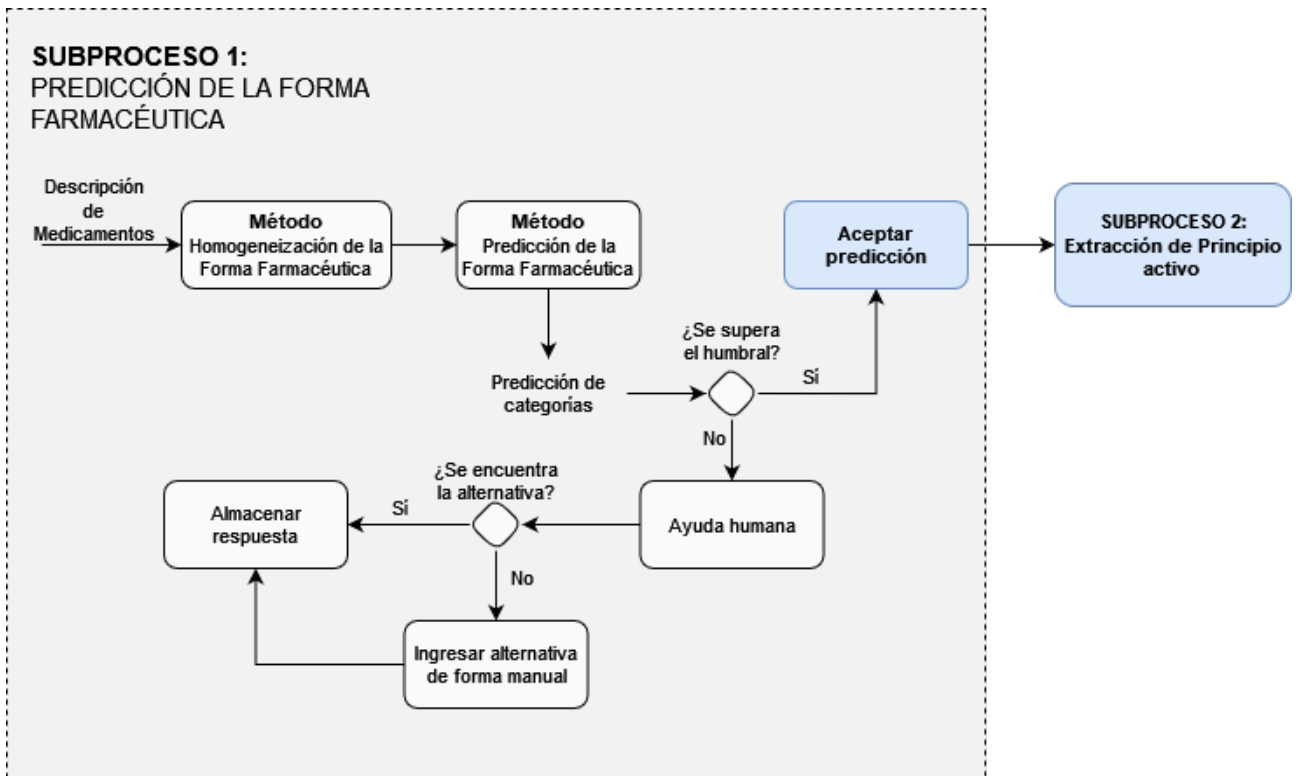 SUBPROCESO 1:
PREDICCIÓN DE LA FORMA
FARMACÉUTICA
Descripción
de
Medicamentos
Método
Homogeneización de la
Forma Farmacéutica
Método
Predicción de la
Forma Farmacéutica
Aceptar
predicción
SUBPROCESO 2:
Extracción de Principio
activo
¿Se supera
el humbral?
Sí
Predicción de
categorías
No
¿Se encuentra
la alternativa?
Sí
Almacenar
respuesta
Ayuda humana
No
Ingresar alternativa
de forma manual